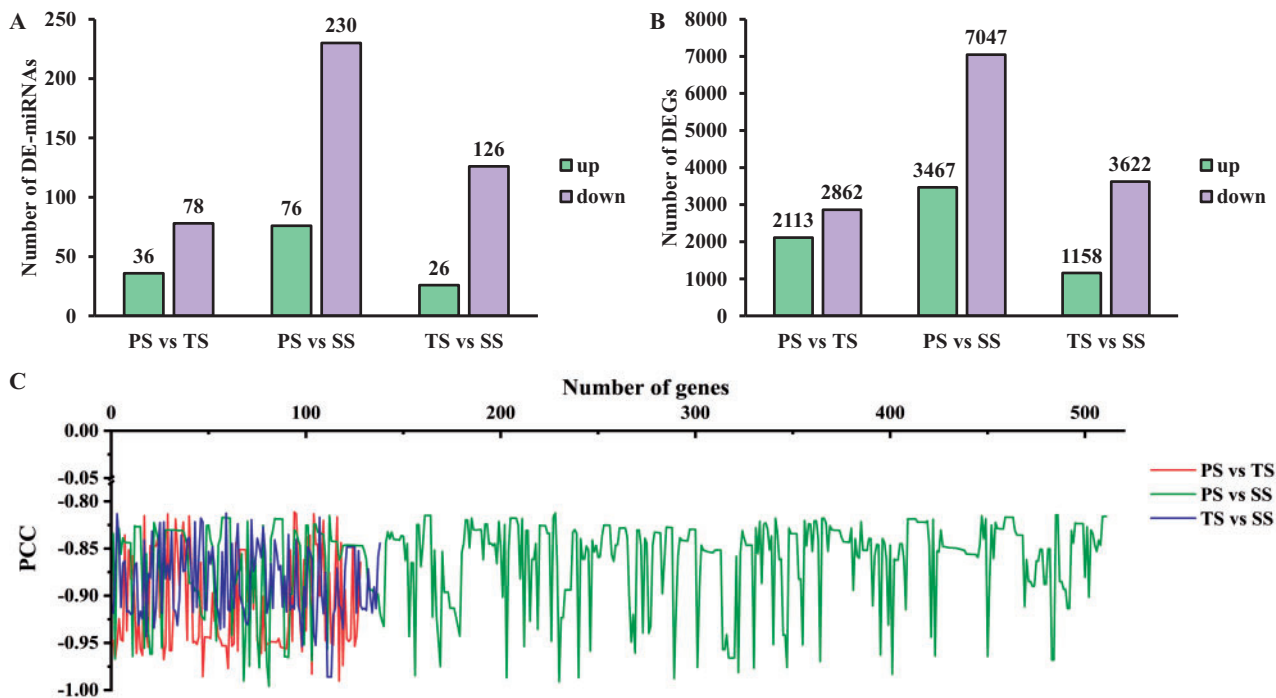 A
250
200
150
100
50
0
Number of DE-miRNAs
36
78
76
230
26
126
PS vs TS
PS vs SS
TS vs SS
up
down
B
8000
7000
6000
5000
4000
3000
2000
1000
0
Number of DEGs
2113
2862
3467
7047
1158
3622
PS vs TS
PS vs SS
TS vs SS
up
down
C
Number of genes
0 100 200 300 400 500
0.00
-0.05
-0.80
-0.85
-0.90
-0.95
-1.00
PCC
PS vs TS
PS vs SS
TS vs SS